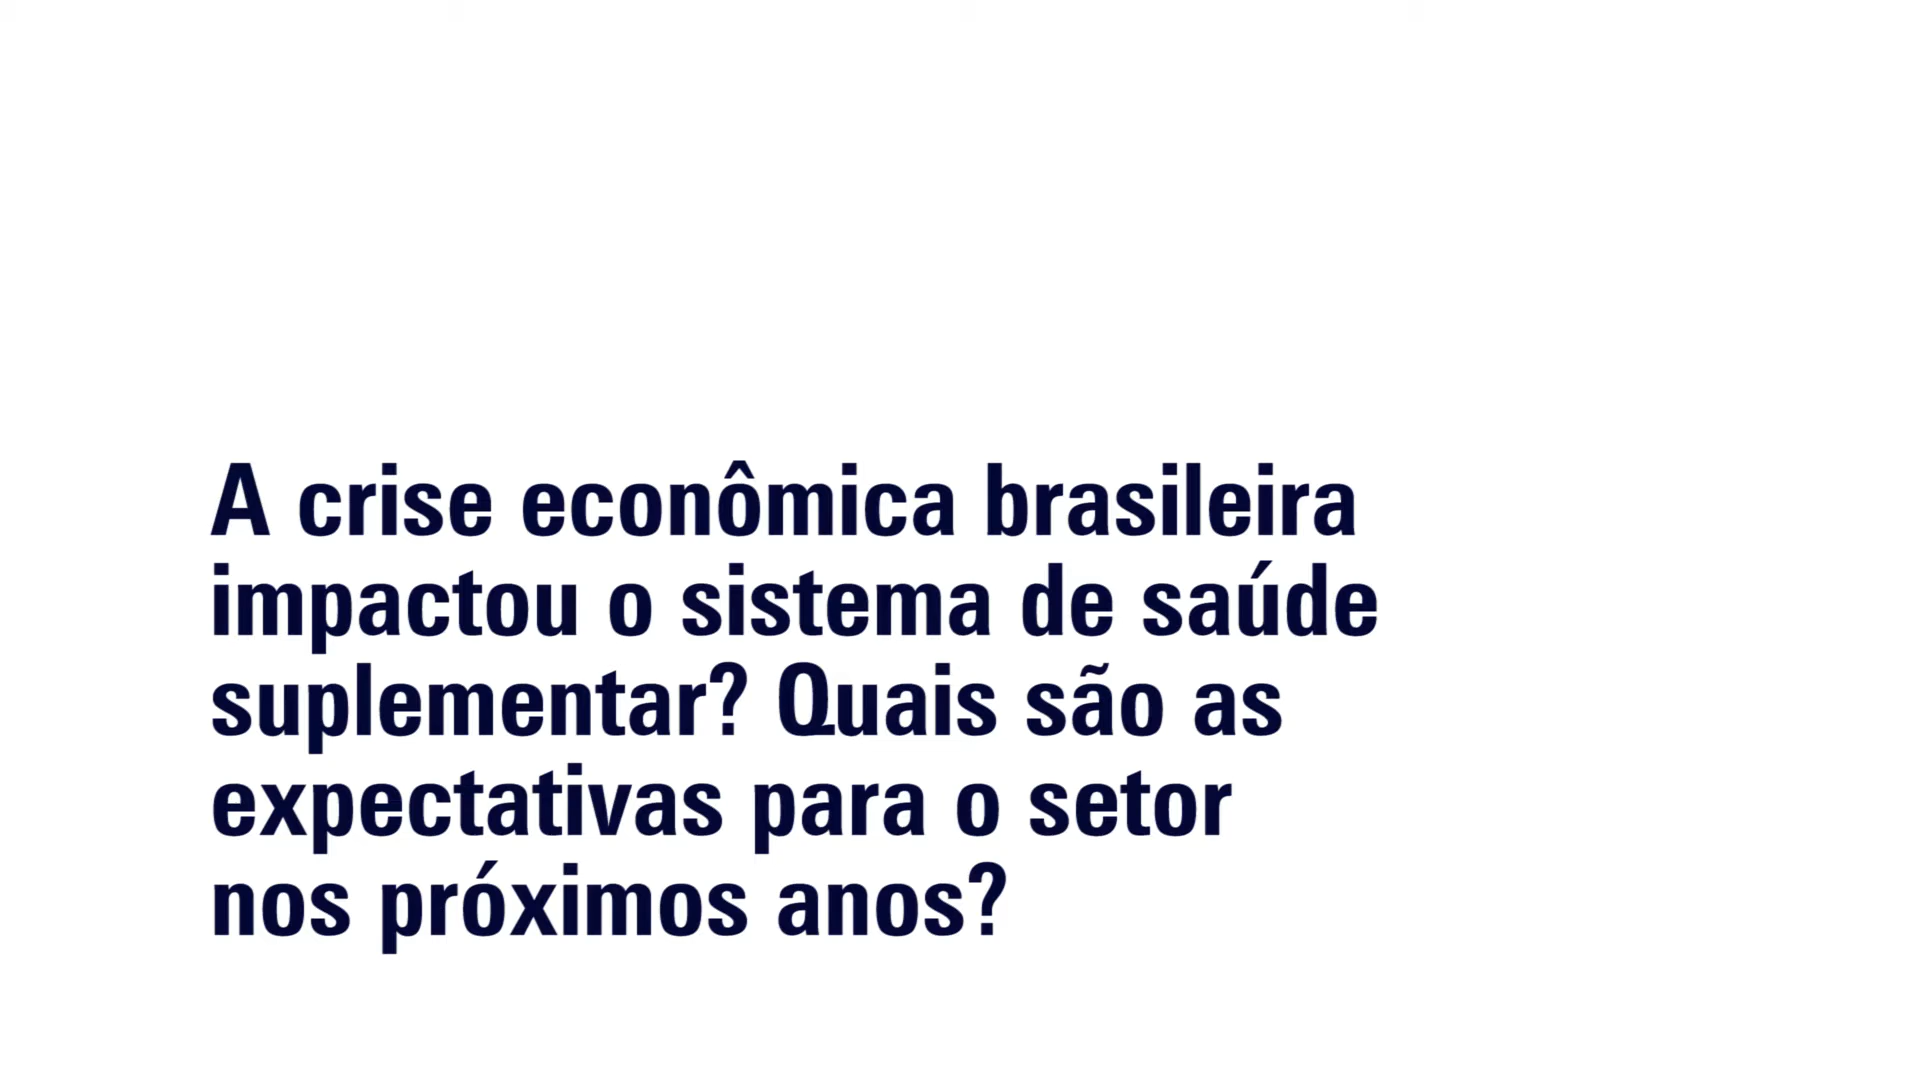 A crise econômica brasileira
impactou o sistema de saúde
suplementar? Quais são as
expectativas para o setor
nos próximos anos?